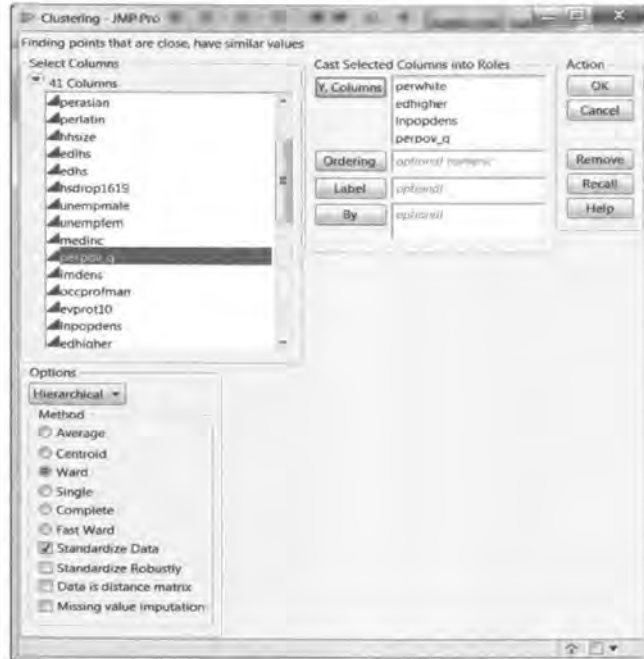 Clustering - JMP Pro
Finding points that are close, have similar values
Select Columns
41 Columns
perasian
perlatin
hhsize
edlhs
edhs
hsdrop1619
unempmale
unempfem
medinc
perpov_q
imdens
occprofman
evprot10
lnpopdens
edhigher
Cast Selected Columns into Roles
Y, Columns
perwhite
edhigher
lnpopdens
perpov_q
Ordering optional numeric
Label optional
By optional
Action
OK
Cancel
Remove
Recall
Help
Options
Hierarchical
Method
Average
Centroid
Ward
Single
Complete
Fast Ward
Standardize Data
Standardize Robustly
Data is distance matrix
Missing value imputation